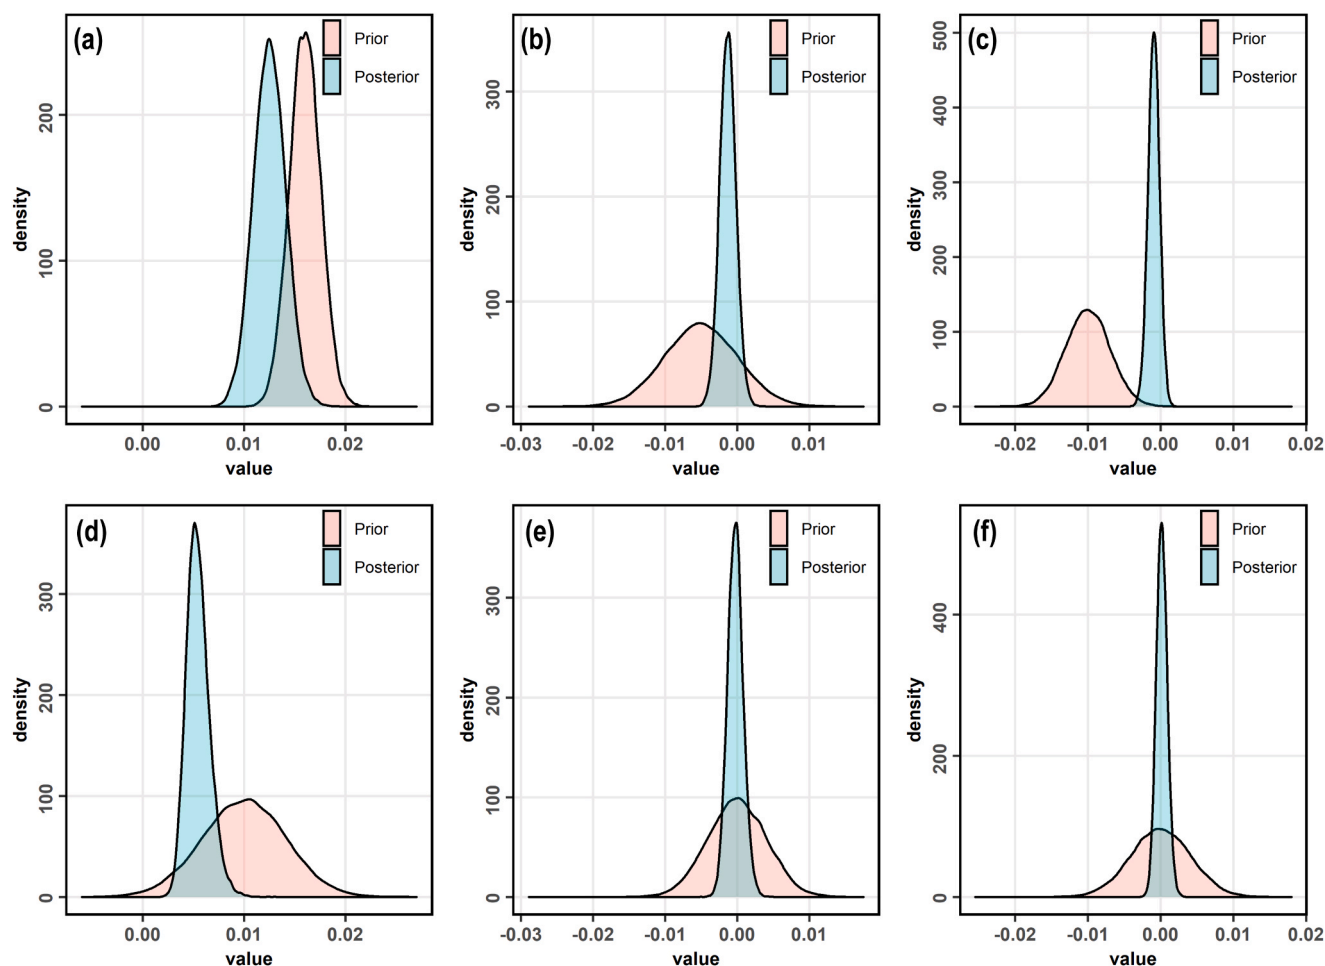 (a)
Prior
Posterior
200
100
0
density
0.00 0.01 0.02
value
(b)
Prior
Posterior
300
200
100
0
density
-0.03 -0.02 -0.01 0.00 0.01
value
(c)
Prior
Posterior
500
400
300
200
100
0
density
-0.02 -0.01 0.00 0.01 0.02
value
(d)
Prior
Posterior
300
200
100
0
density
0.00 0.01 0.02
value
(e)
Prior
Posterior
300
200
100
0
density
-0.03 -0.02 -0.01 0.00 0.01
value
(f)
Prior
Posterior
400
200
0
density
-0.02 -0.01 0.00 0.01 0.02
value